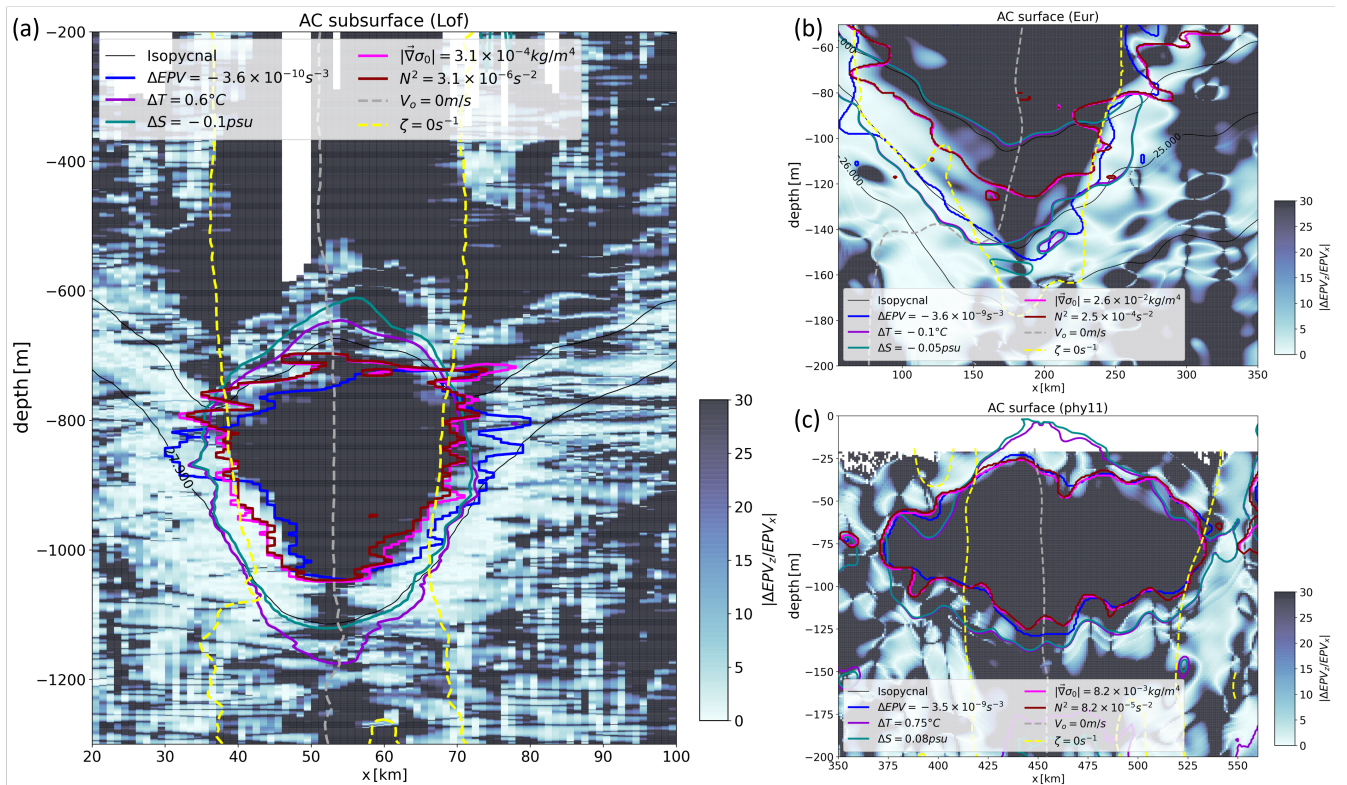 (a)
AC subsurface (Lof)
Isopycnal
ΔEPV = − 3.6 × 10⁻¹⁰s⁻³
ΔT = 0.6°C
ΔS = − 0.1psu
|∇⃗σ₀| = 3.1 × 10⁻⁴kg/m⁴
N² = 3.1 × 10⁻⁶s⁻²
Vₒ = 0m/s
ζ = 0s⁻¹
−200
−400
−600
−800
−1000
−1200
depth [m]
27.900
20 30 40 50 60 70 80 90 100
x [km]
30
25
20
15
10
5
0
|ΔEPV_z/EPV_x|
(b)
AC surface (Eur)
−60
−80
−100
−120
−140
−160
−180
−200
depth [m]
26.000
25.000
Isopycnal
ΔEPV = − 3.6 × 10⁻⁹s⁻³
ΔT = − 0.1°C
ΔS = − 0.05psu
|∇⃗σ₀| = 2.6 × 10⁻²kg/m⁴
N² = 2.5 × 10⁻⁴s⁻²
Vₒ = 0m/s
ζ = 0s⁻¹
100 150 200 250 300 350
x [km]
30
25
20
15
10
5
0
|ΔEPV_z/EPV_x|
(c)
AC surface (phy11)
0
−25
−50
−75
−100
−125
−150
−175
−200
depth [m]
Isopycnal
ΔEPV = − 3.5 × 10⁻⁹s⁻³
ΔT = 0.75°C
ΔS = 0.08psu
|∇⃗σ₀| = 8.2 × 10⁻³kg/m⁴
N² = 8.2 × 10⁻⁵s⁻²
Vₒ = 0m/s
ζ = 0s⁻¹
350 375 400 425 450 475 500 525 550
x [km]
30
25
20
15
10
5
0
|ΔEPV_z/EPV_x|